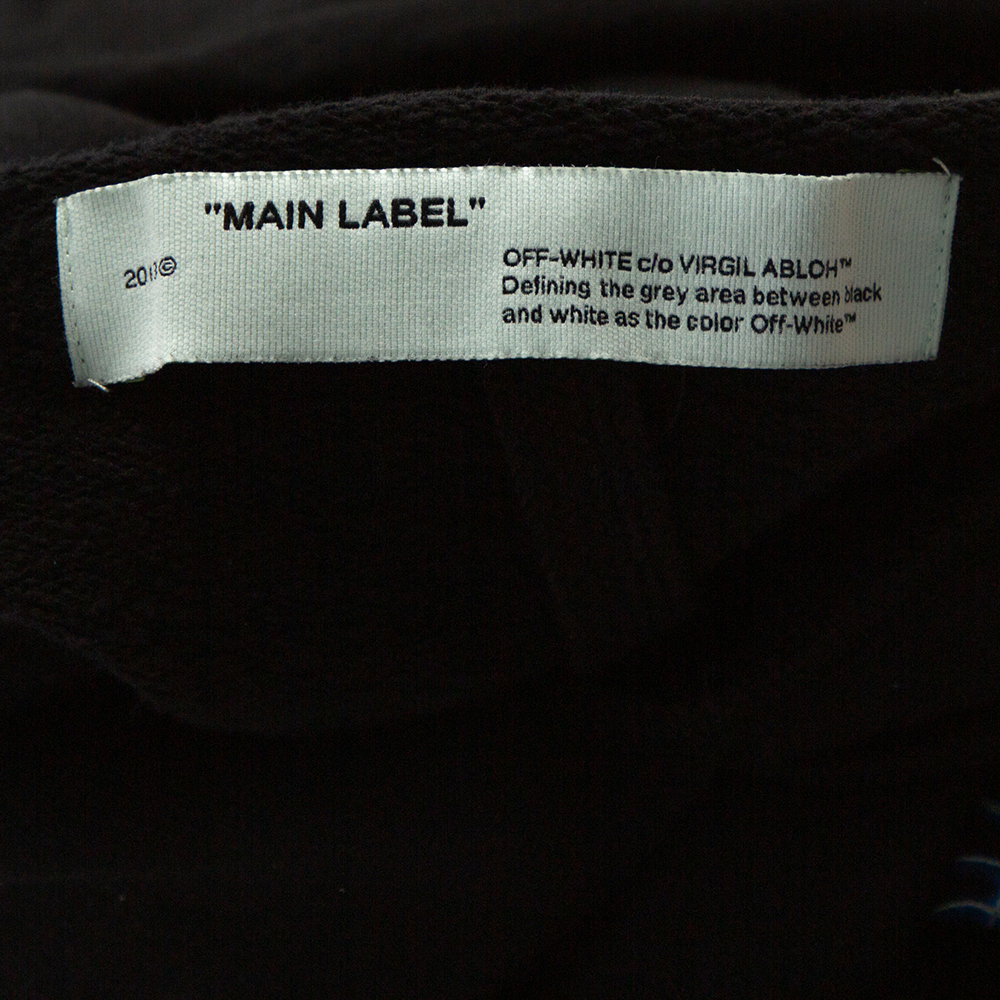 "MAIN LABEL"
OFF-WHITE c/o VIRGIL ABLOH™
Defining the grey area between black
and white as the color Off-White™